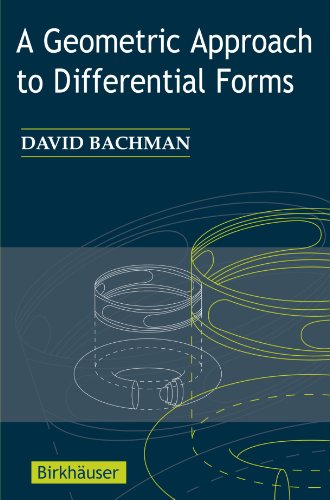 A Geometric Approach
to Differential Forms
DAVID BACHMAN
Birkhäuser